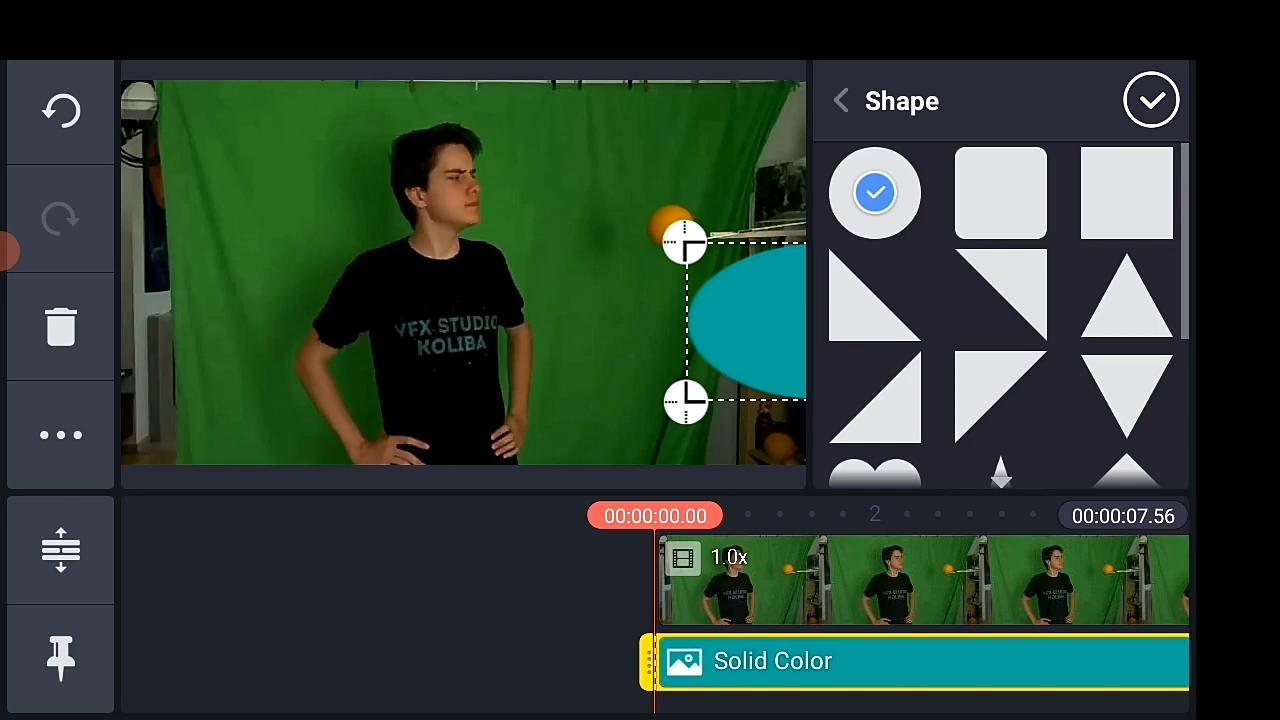 Shape
VFX STUDIO
KOLIBA
00:00:00.00
2
00:00:07.56
1.0x
Solid Color